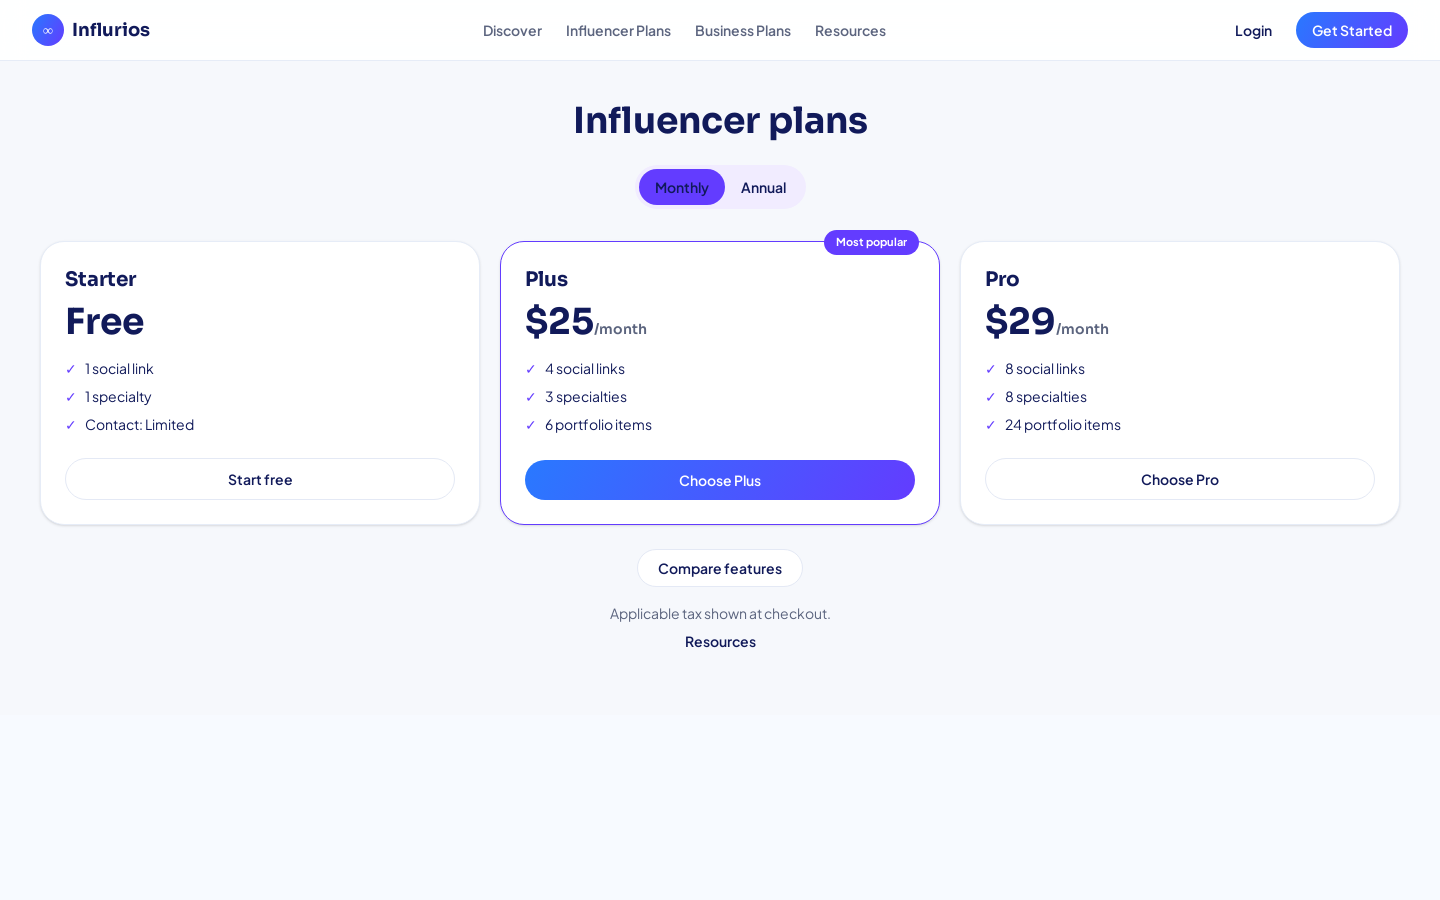 ∞ Influrios
Discover Influencer Plans Business Plans Resources
Login Get Started
Influencer plans
Monthly Annual
Starter
Free
✓ 1 social link
✓ 1 specialty
✓ Contact: Limited
Start free
Most popular
Plus
$25/month
✓ 4 social links
✓ 3 specialties
✓ 6 portfolio items
Choose Plus
Pro
$29/month
✓ 8 social links
✓ 8 specialties
✓ 24 portfolio items
Choose Pro
Compare features
Applicable tax shown at checkout.
Resources